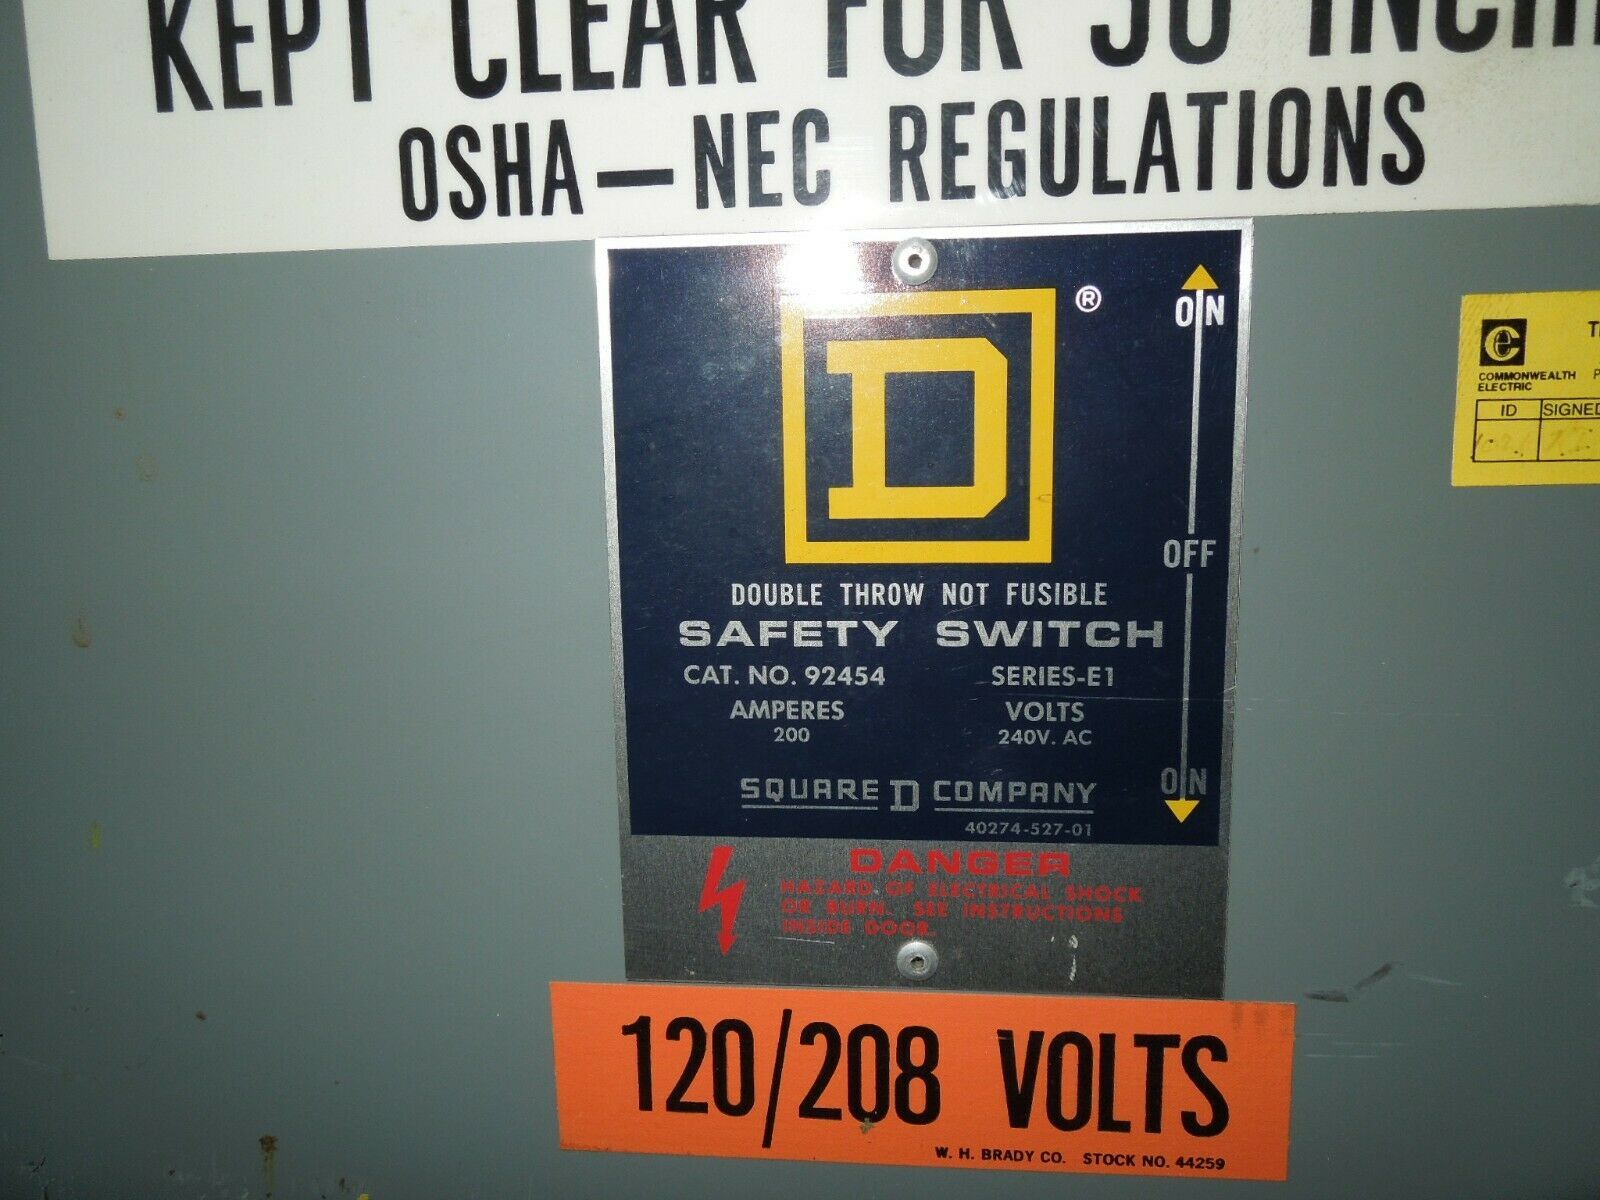 KEPT CLEAR FOR
OSHA—NEC REGULATIONS
D ®
ON
OFF
ON
DOUBLE THROW NOT FUSIBLE
SAFETY SWITCH
CAT. NO. 92454 SERIES-E1
AMPERES VOLTS
200 240V. AC
SQUARE D COMPANY
40274-527-01
DANGER
HAZARD OF ELECTRICAL SHOCK
OR BURN. SEE INSTRUCTIONS
INSIDE DOOR.
120/208 VOLTS
W. H. BRADY CO. STOCK NO. 44259
COMMONWEALTH
ELECTRIC
ID SIGNED